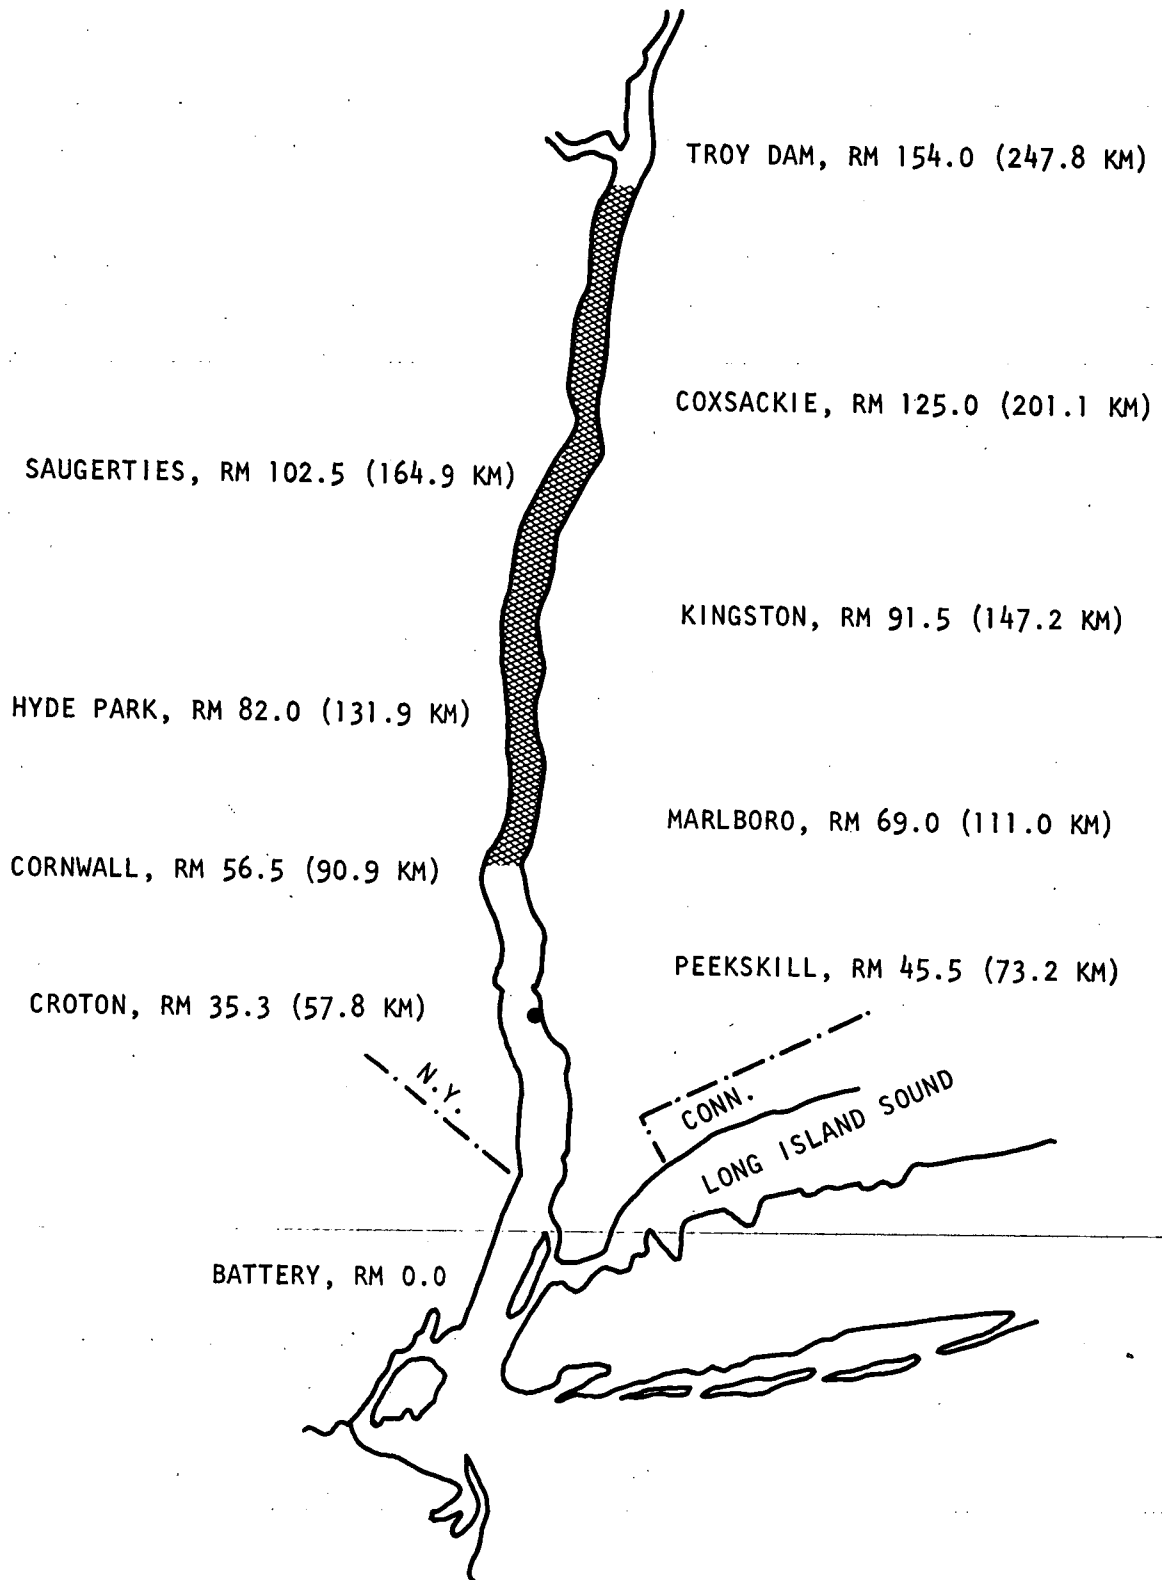 TROY DAM, RM 154.0 (247.8 KM)
COXSACKIE, RM 125.0 (201.1 KM)
SAUGERTIES, RM 102.5 (164.9 KM)
KINGSTON, RM 91.5 (147.2 KM)
HYDE PARK, RM 82.0 (131.9 KM)
MARLBORO, RM 69.0 (111.0 KM)
CORNWALL, RM 56.5 (90.9 KM)
PEEKSKILL, RM 45.5 (73.2 KM)
CROTON, RM 35.3 (57.8 KM)
N.Y.
CONN.
LONG ISLAND SOUND
BATTERY, RM 0.0